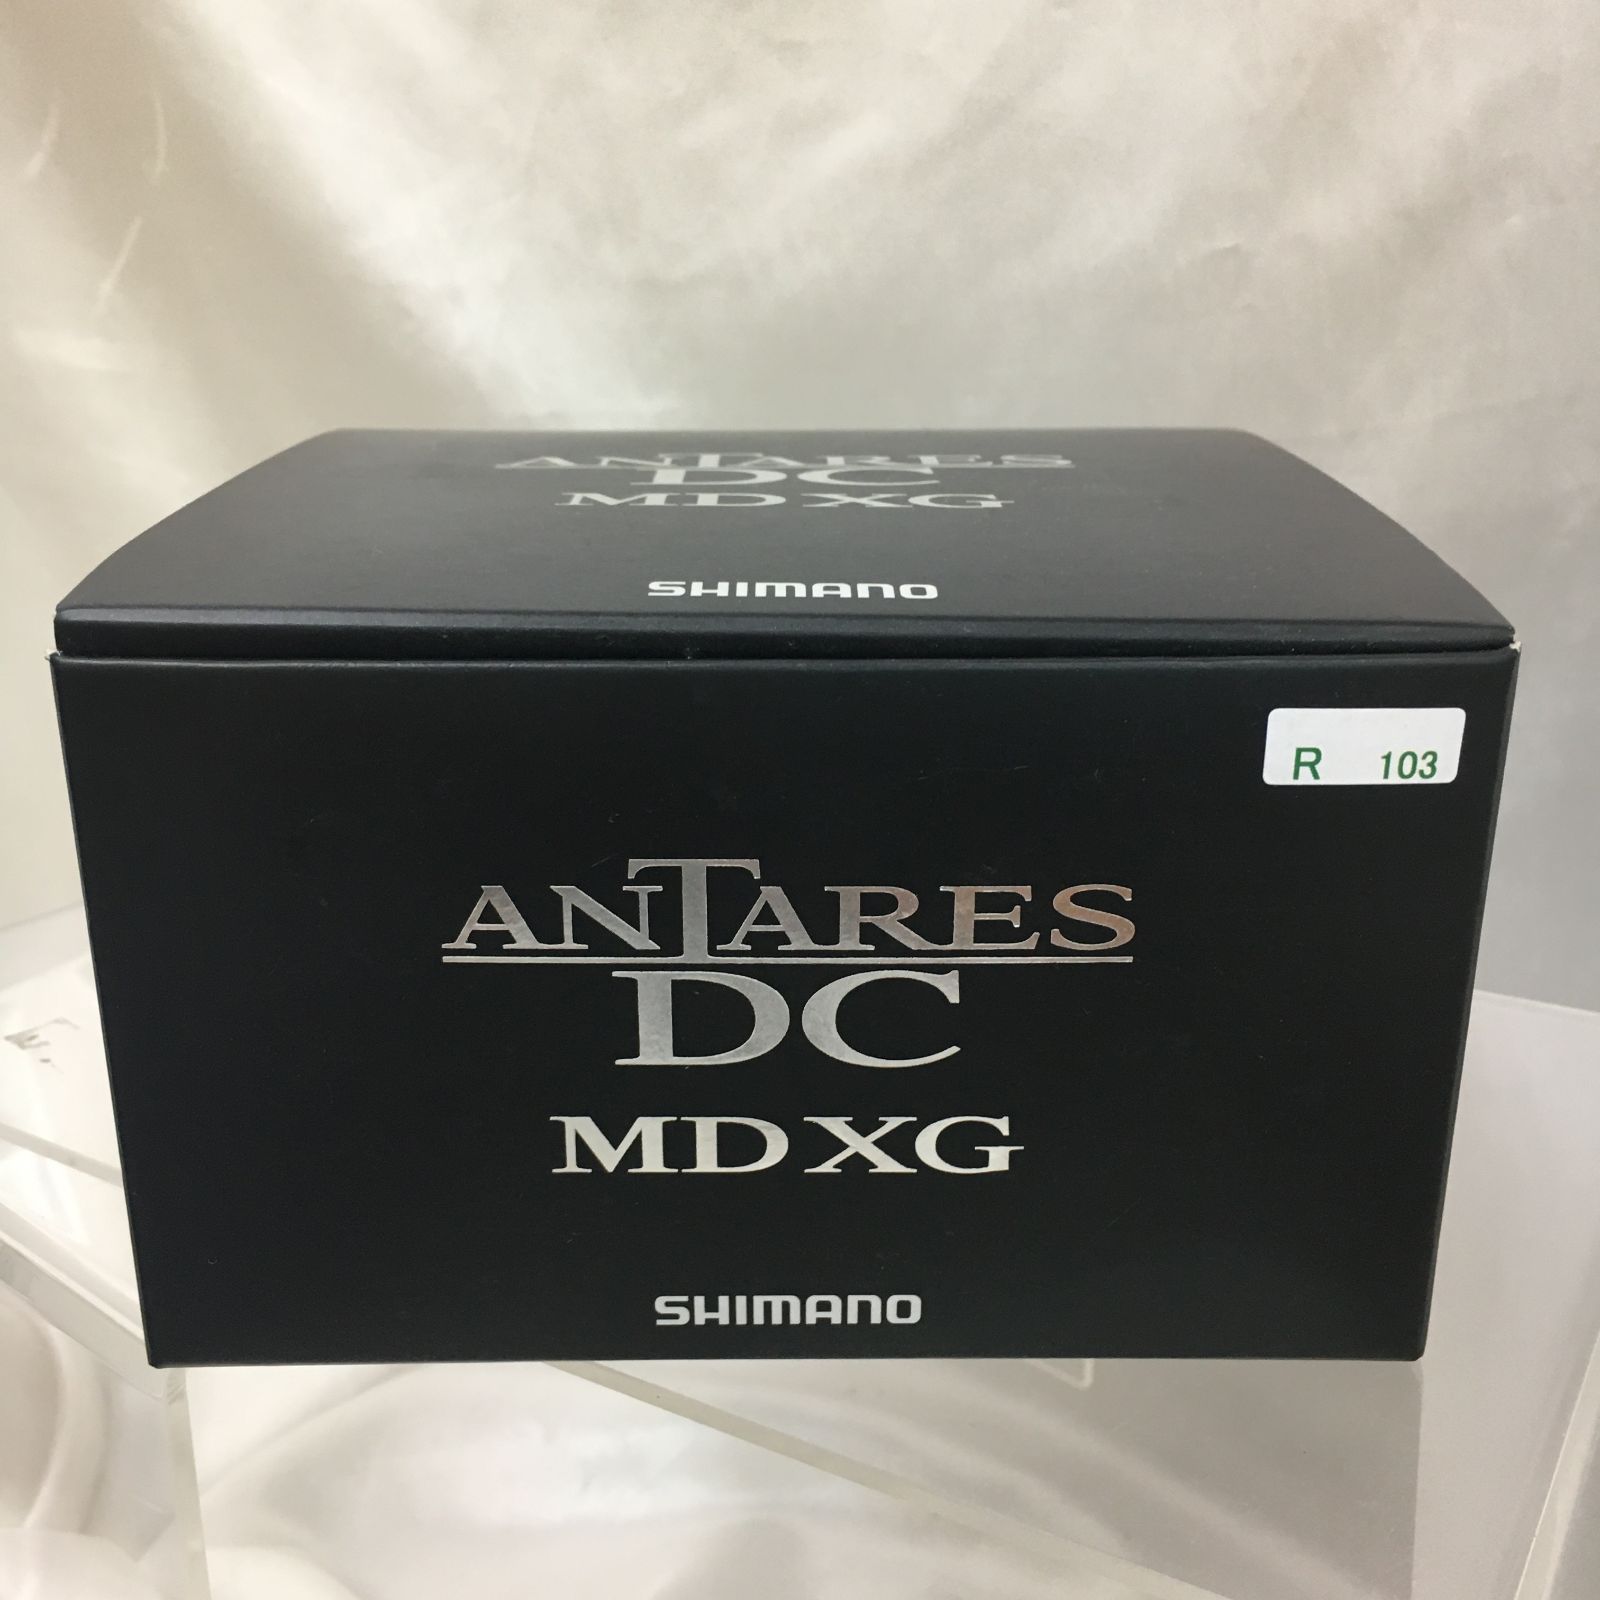 ANTARES
DC
MD XG
SHIMANO
R 103
ANTARES
DC
MD XG
SHIMANO